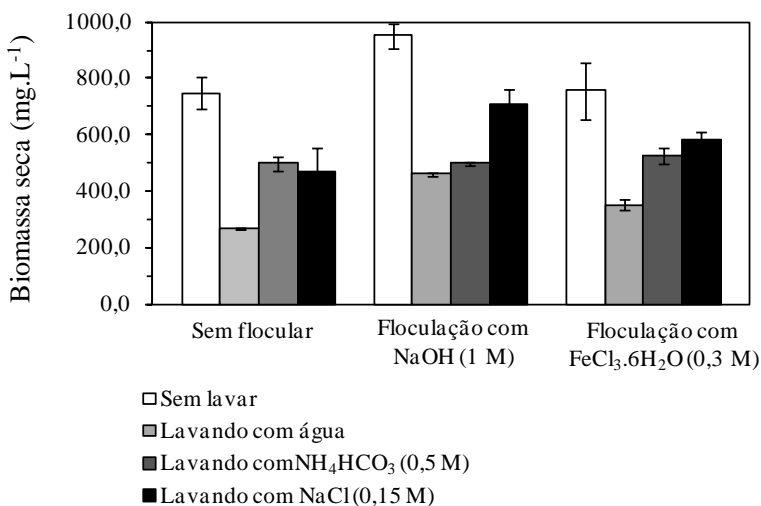 Biomassa seca (mg.L⁻¹)
1000,0
800,0
600,0
400,0
200,0
0,0
Sem flocular
Floculação com
NaOH (1 M)
Floculação com
FeCl₃.6H₂O (0,3 M)
Sem lavar
Lavando com água
Lavando comNH₄HCO₃ (0,5 M)
Lavando com NaCl(0,15 M)